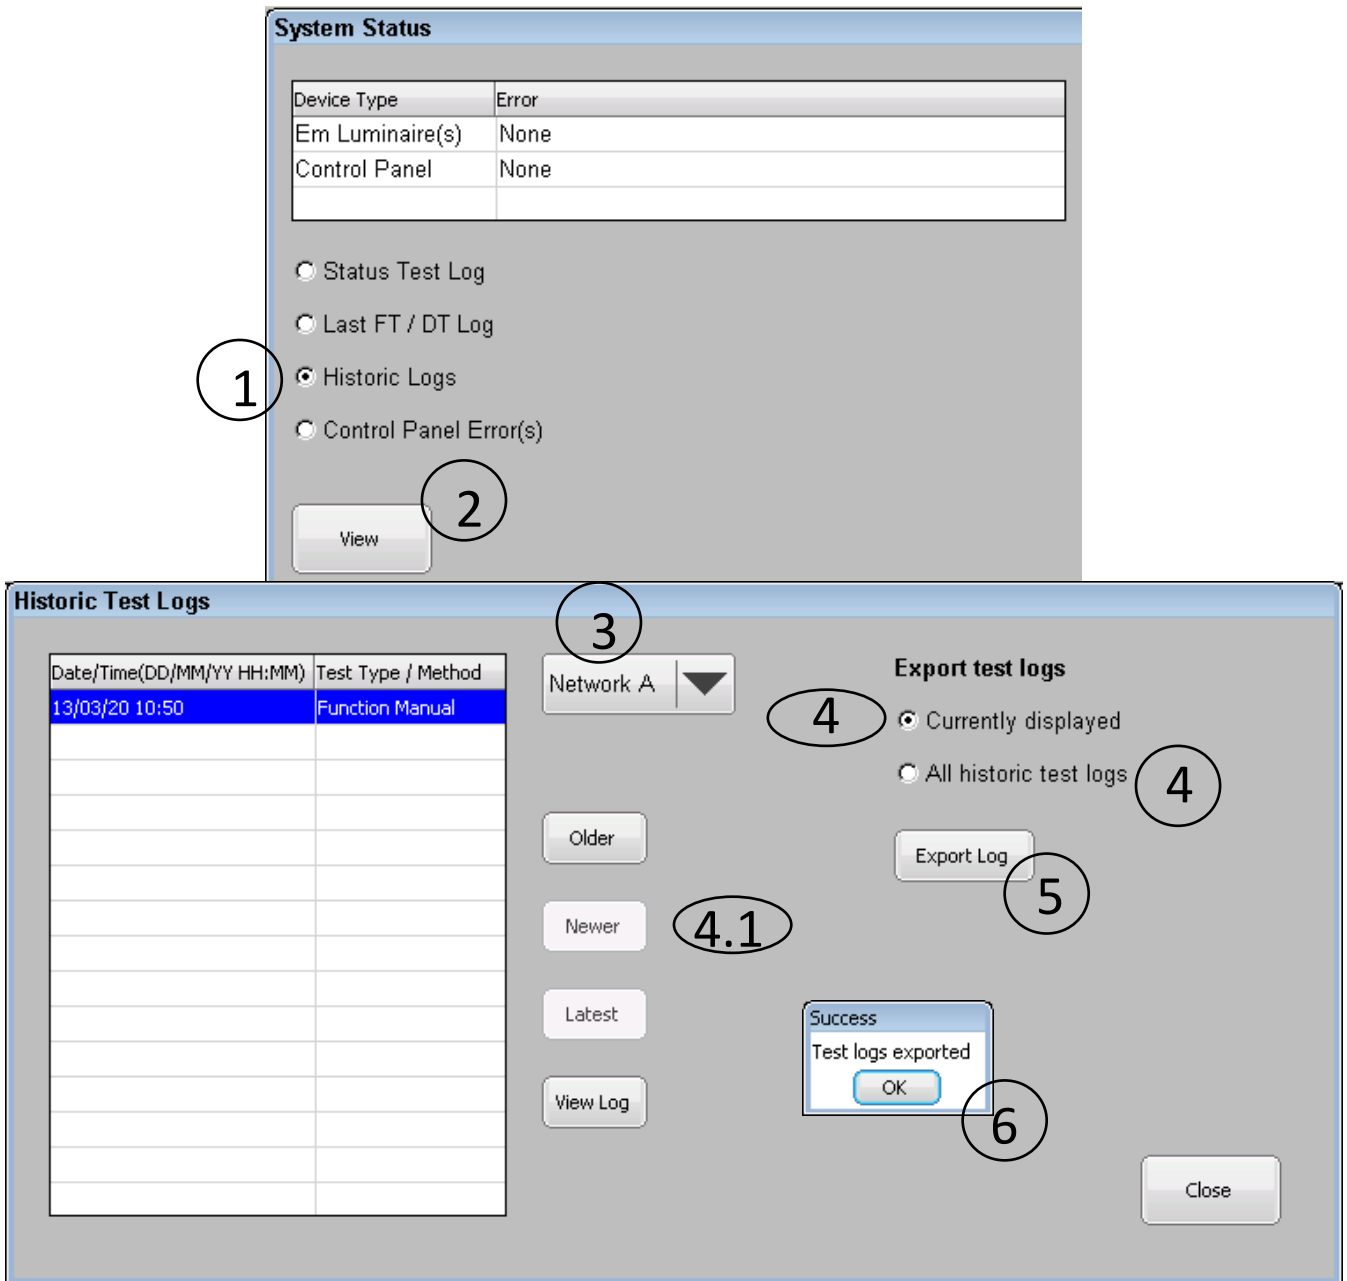 System Status
Device Type Error
Em Luminaire(s) None
Control Panel None
Status Test Log
Last FT / DT Log
1 Historic Logs
Control Panel Error(s)
2
View
Historic Test Logs
3
Date/Time(DD/MM/YY HH:MM) Test Type / Method
Network A
Export test logs
13/03/20 10:50 Function Manual
4 Currently displayed
All historic test logs 4
Older
Export Log
5
Newer 4.1
Latest
Success
Test logs exported
OK
View Log
6
Close